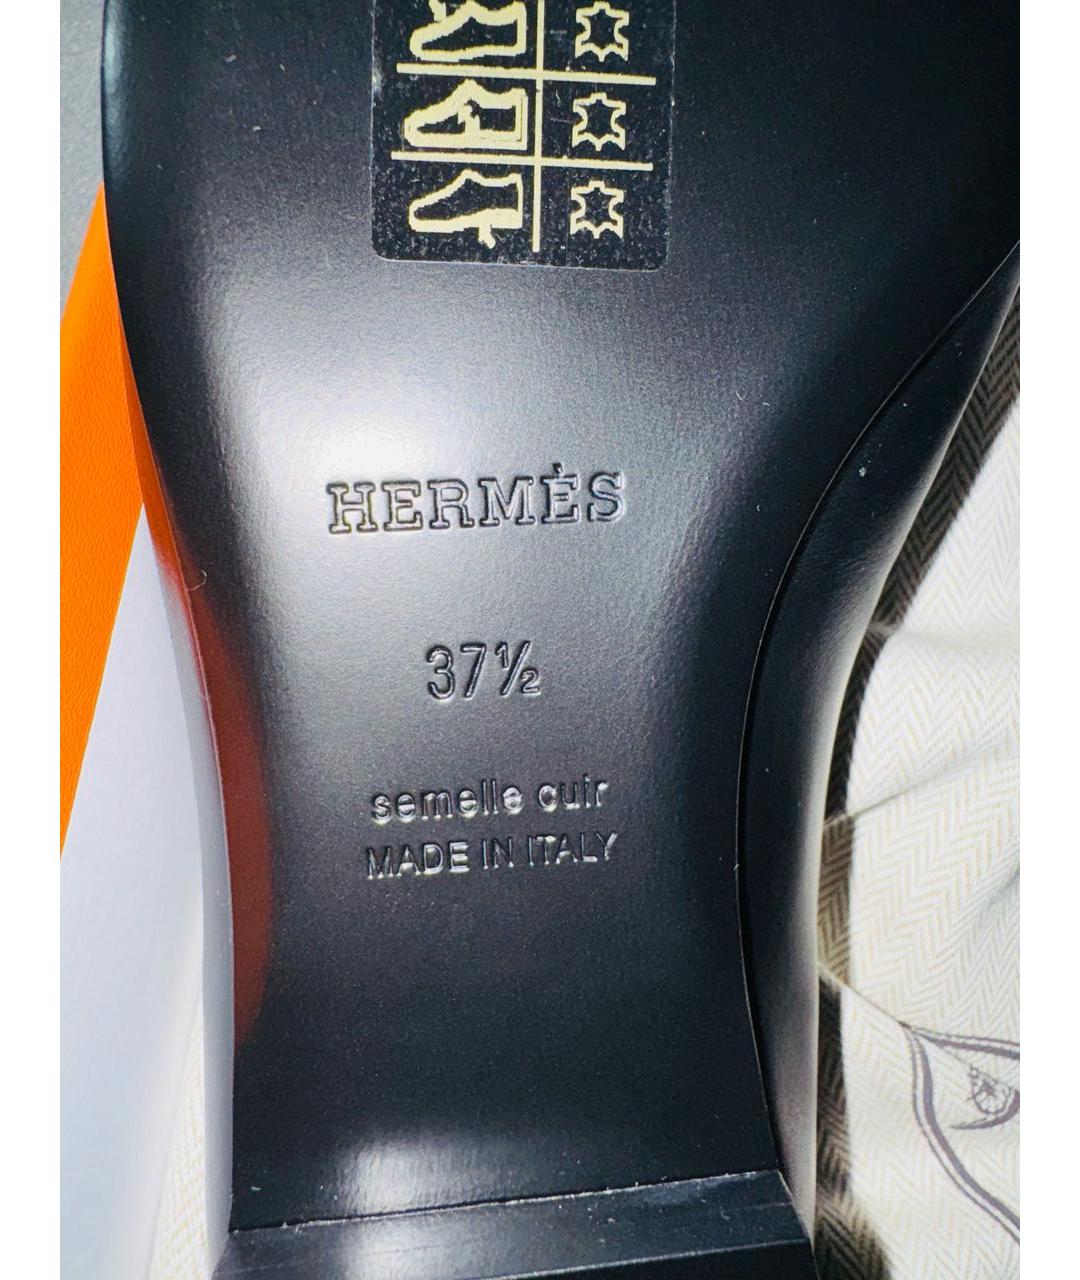 HERMÈS
37½
semelle cuir
MADE IN ITALY